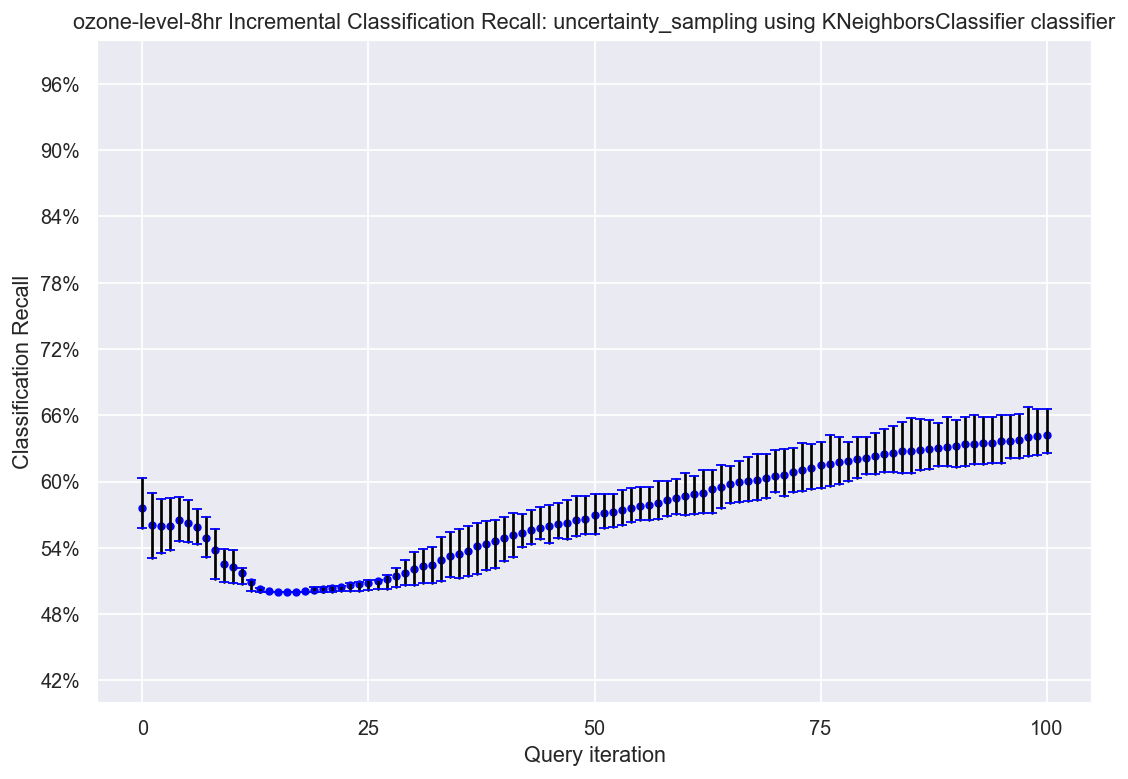 ozone-level-8hr Incremental Classification Recall: uncertainty_sampling using KNeighborsClassifier classifier
96%
90%
84%
78%
72%
66%
60%
54%
48%
42%
Classification Recall
0 25 50 75 100
Query iteration